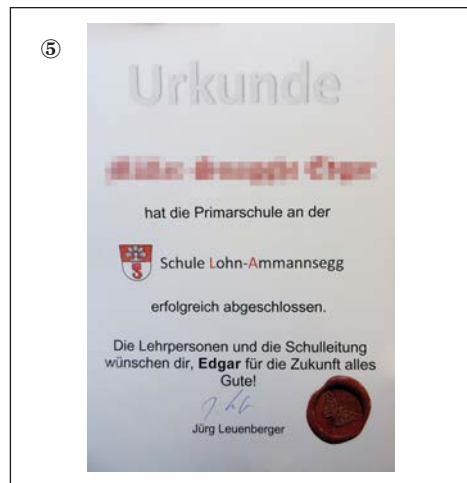 ⑤
Urkunde
hat die Primarschule an der
Schule Lohn-Ammannsegg
erfolgreich abgeschlossen.
Die Lehrpersonen und die Schulleitung
wünschen dir, Edgar für die Zukunft alles
Gute!
Jürg Leuenberger